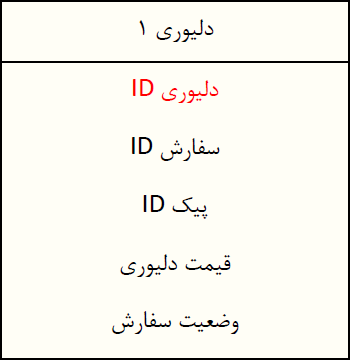 دلیوری ۱
دلیوری ID
سفارش ID
پیک ID
قیمت دلیوری
وضعیت سفارش